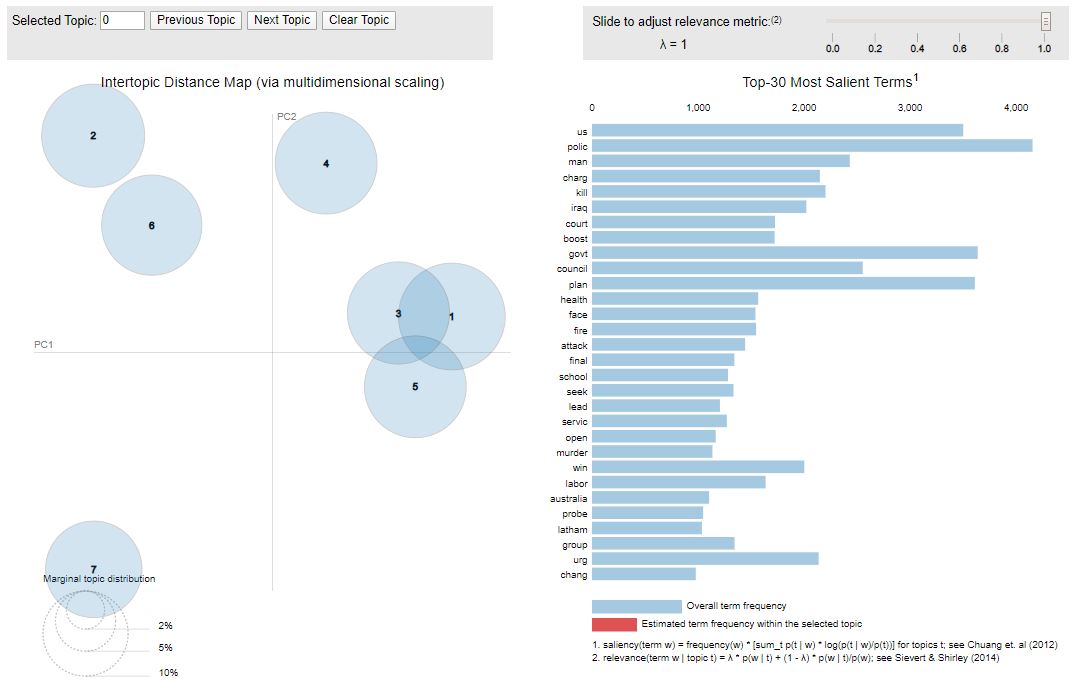 Selected Topic: 0 Previous Topic Next Topic Clear Topic
Slide to adjust relevance metric:(2)
λ = 1
0.0 0.2 0.4 0.6 0.8 1.0
Intertopic Distance Map (via multidimensional scaling)
PC2
PC1
2
4
6
3
1
5
7
Marginal topic distribution
2%
5%
10%
Top-30 Most Salient Terms1
0 1,000 2,000 3,000 4,000
us
polic
man
charg
kill
iraq
court
boost
govt
council
plan
health
face
fire
attack
final
school
seek
lead
servic
open
murder
win
labor
australia
probe
latham
group
urg
chang
Overall term frequency
Estimated term frequency within the selected topic
1. saliency(term w) = frequency(w) * [sum_t p(t | w) * log(p(t | w)/p(t))] for topics t; see Chuang et. al (2012)
2. relevance(term w | topic t) = λ * p(w | t) + (1 - λ) * p(w | t)/p(w); see Sievert & Shirley (2014)